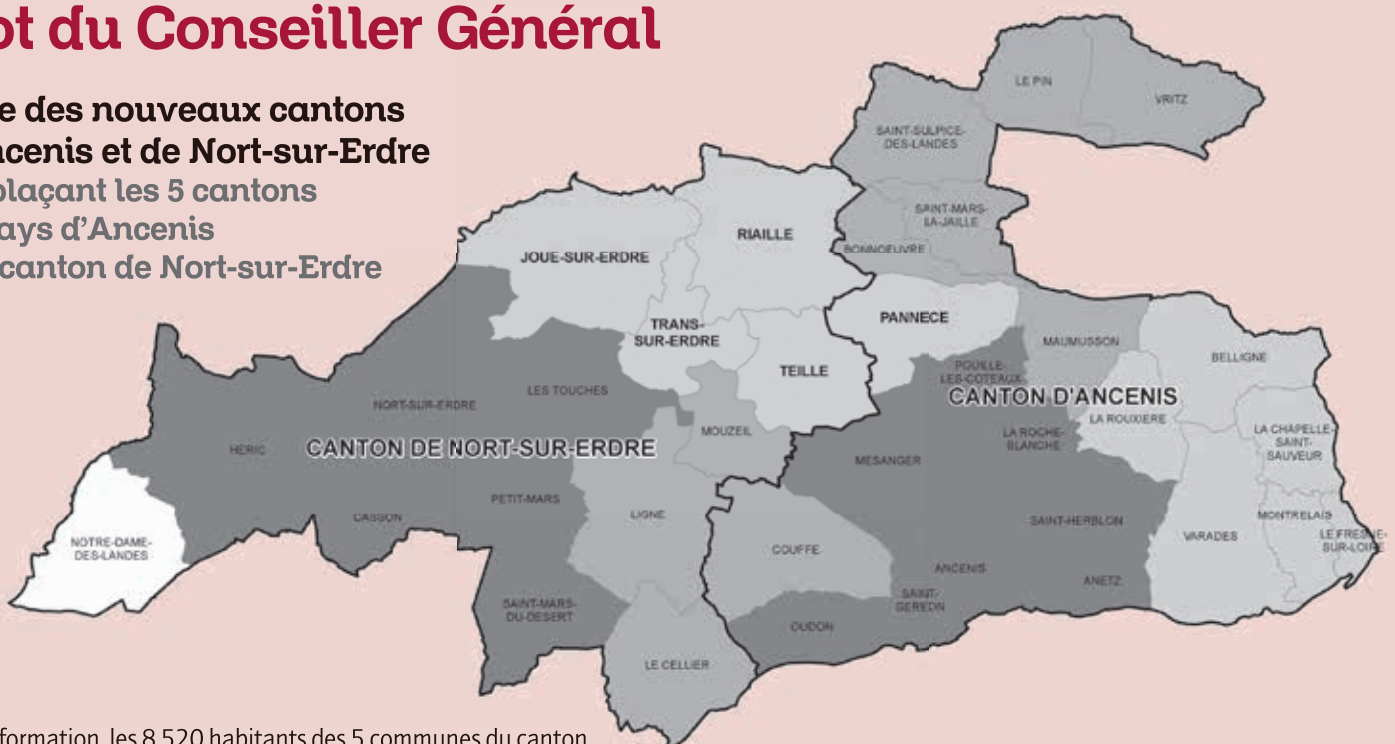 ot du Conseiller Général
e des nouveaux cantons
ncenis et de Nort-sur-Erdre
plaçant les 5 cantons
ays d'Ancenis
canton de Nort-sur-Erdre
LE PIN
VRITZ
SAINT-SULPICE-
DES-LANDES
SAINT-MARS-
LA-JAILLE
BONNOEUVRE
RIAILLE
JOUE-SUR-ERDRE
PANNECE
TRANS-
SUR-ERDRE
MAUMUSSON
BELLIGNE
TEILLE
POUILLE-
LES-COTEAUX
LES TOUCHES
CANTON D'ANCENIS
NORT-SUR-ERDRE
LA ROUXIERE
MOUZEIL
LA ROCHE-
BLANCHE
LA CHAPELLE-
SAINT-
SAUVEUR
HERIC
CANTON DE NORT-SUR-ERDRE
MESANGER
PETIT-MARS
LIGNE
CASSON
SAINT-HERBLON
MONTRELAIS
VARADES
LE FRESNE-
SUR-LOIRE
NOTRE-DAME-
DES-LANDES
COUFFE
ANCENIS
ANETZ
SAINT-
GEREON
SAINT-MARS-
DU-DESERT
OUDON
LE CELLIER
formation, les 8 520 habitants des 5 communes du canton